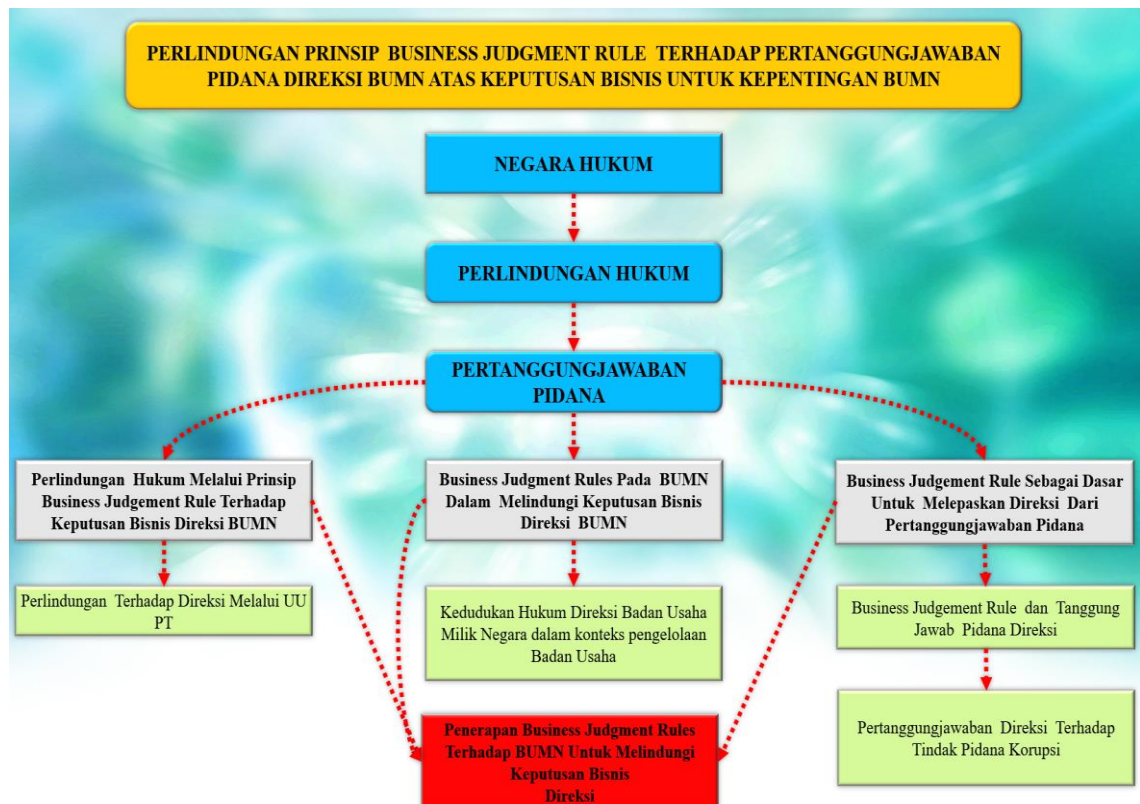 PERLINDUNGAN PRINSIP BUSINESS JUDGMENT RULE TERHADAP PERTANGGUNGJAWABAN
PIDANA DIREKSI BUMN ATAS KEPUTUSAN BISNIS UNTUK KEPENTINGAN BUMN
NEGARA HUKUM
PERLINDUNGAN HUKUM
PERTANGGUNGJAWABAN
PIDANA
Perlindungan Hukum Melalui Prinsip
Business Judgement Rule Terhadap
Keputusan Bisnis Direksi BUMN
Business Judgment Rules Pada BUMN
Dalam Melindungi Keputusan Bisnis
Direksi BUMN
Business Judgement Rule Sebagai Dasar
Untuk Melepaskan Direksi Dari
Pertanggungjawaban Pidana
Perlindungan Terhadap Direksi Melalui UU
PT
Kedudukan Hukum Direksi Badan Usaha
Milik Negara dalam konteks pengelolaan
Badan Usaha
Business Judgement Rule dan Tanggung
Jawab Pidana Direksi
Penerapan Business Judgment Rules
Terhadap BUMN Untuk Melindungi
Keputusan Bisnis
Direksi
Pertanggungjawaban Direksi Terhadap
Tindak Pidana Korupsi